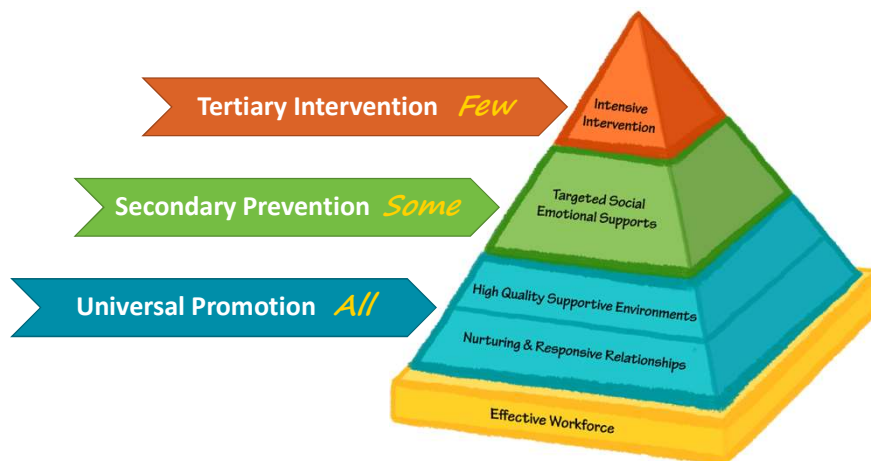 Tertiary Intervention Few
Intensive
Intervention
Secondary Prevention Some
Targeted Social
Emotional Supports
Universal Promotion All
High Quality Supportive Environments
Nurturing & Responsive Relationships
Effective Workforce